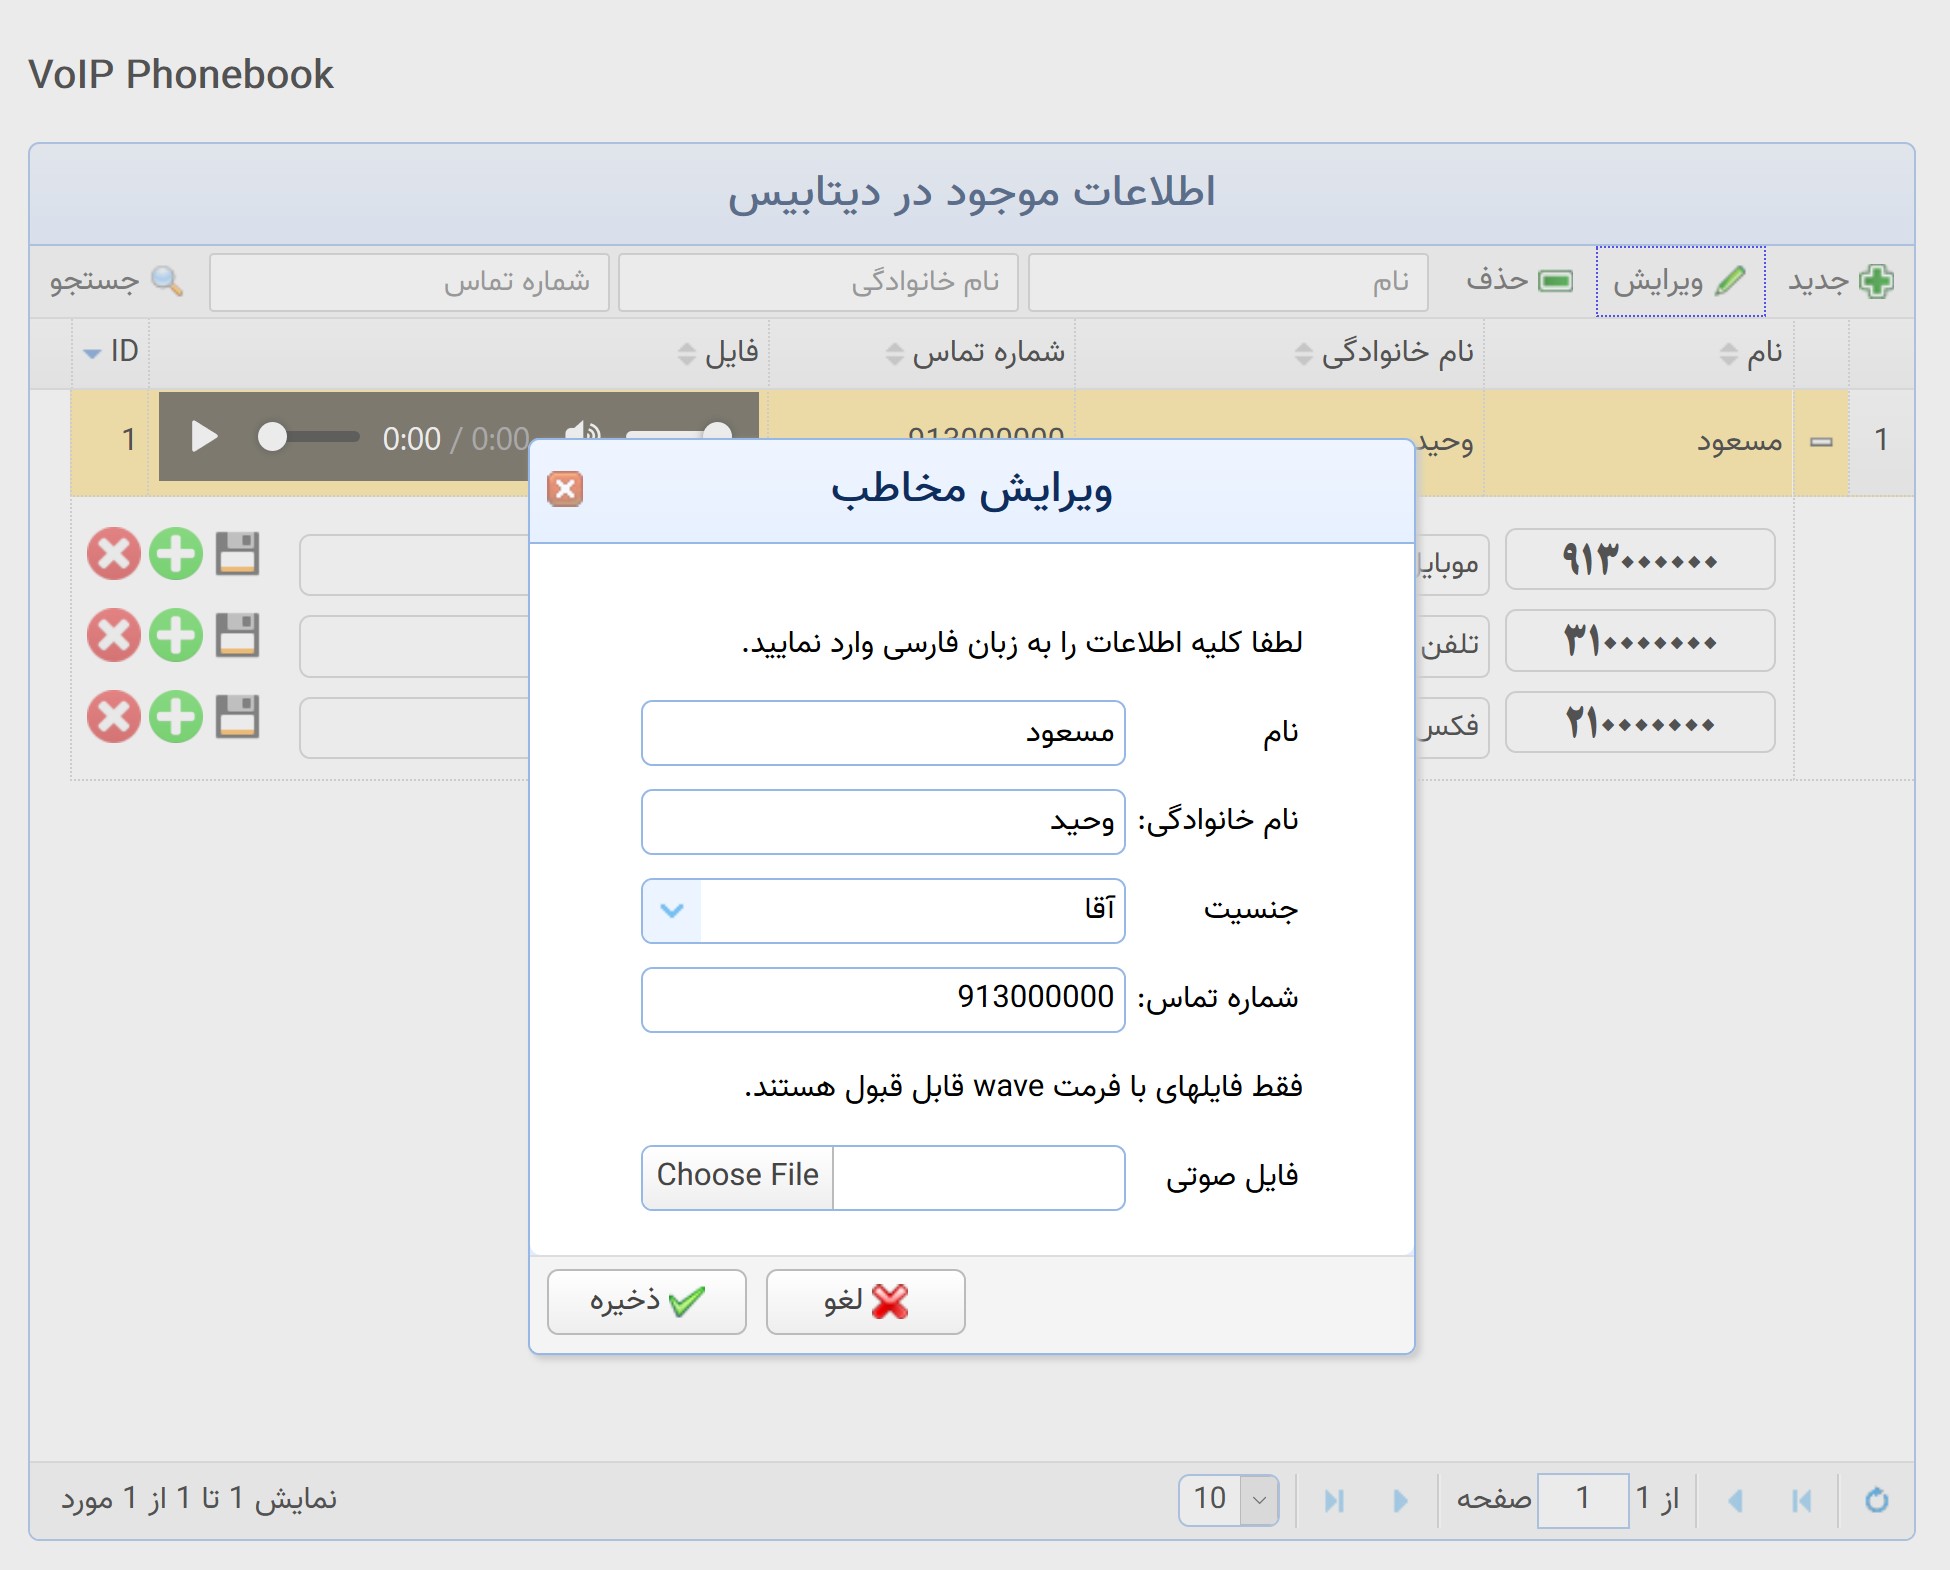 VoIP Phonebook
اطلاعات موجود در دیتابیس
جدید ویرایش حذف نام نام خانوادگی شماره تماس جستجو
نام نام خانوادگی شماره تماس فایل ID
1 مسعود وحید 913000000 0:00 / 0:00 1
۹۱۳۰۰۰۰۰۰ موبایل
۳۱۰۰۰۰۰۰۰ تلفن
۲۱۰۰۰۰۰۰۰ فکس
ویرایش مخاطب
لطفا کلیه اطلاعات را به زبان فارسی وارد نمایید.
نام مسعود
نام خانوادگی: وحید
جنسیت آقا
شماره تماس: 913000000
فقط فایلهای با فرمت wave قابل قبول هستند.
فایل صوتی Choose File
لغو ذخیره
از 1 1 صفحه 10 نمایش 1 تا 1 از 1 مورد